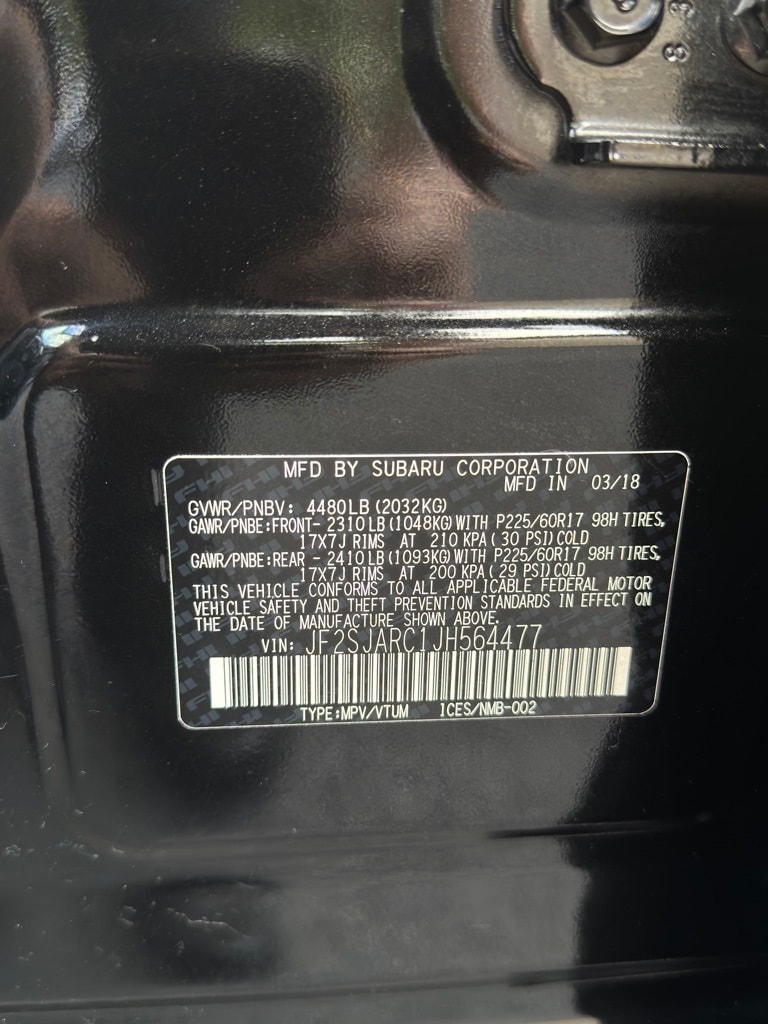 8 3
MFD BY SUBARU CORPORATION
MFD IN 03/18
GVWR/PNBV: 4480LB(2032KG)
GAWR/PNBE:FRONT- 2310LB(1048KG)WITH P225/60R17 98H TIRES,
17X7J RIMS AT 210 KPA( 30 PSI)COLD
GAWR/PNBE:REAR - 2410LB(1093KG)WITH P225/60R17 98H TIRES,
17X7J RIMS AT 200 KPA( 29 PSI)COLD
THIS VEHICLE CONFORMS TO ALL APPLICABLE FEDERAL MOTOR
VEHICLE SAFETY AND THEFT PREVENTION STANDARDS IN EFFECT ON
THE DATE OF MANUFACTURE SHOWN ABOVE.
VIN: JF2SJARC1JH564477
TYPE:MPV/VTUM ICES/NMB-002